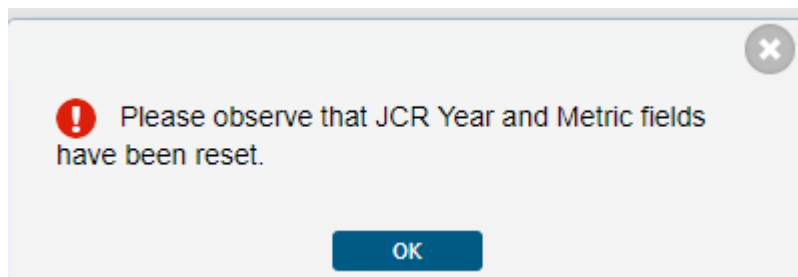 Please observe that JCR Year and Metric fields
have been reset.
OK